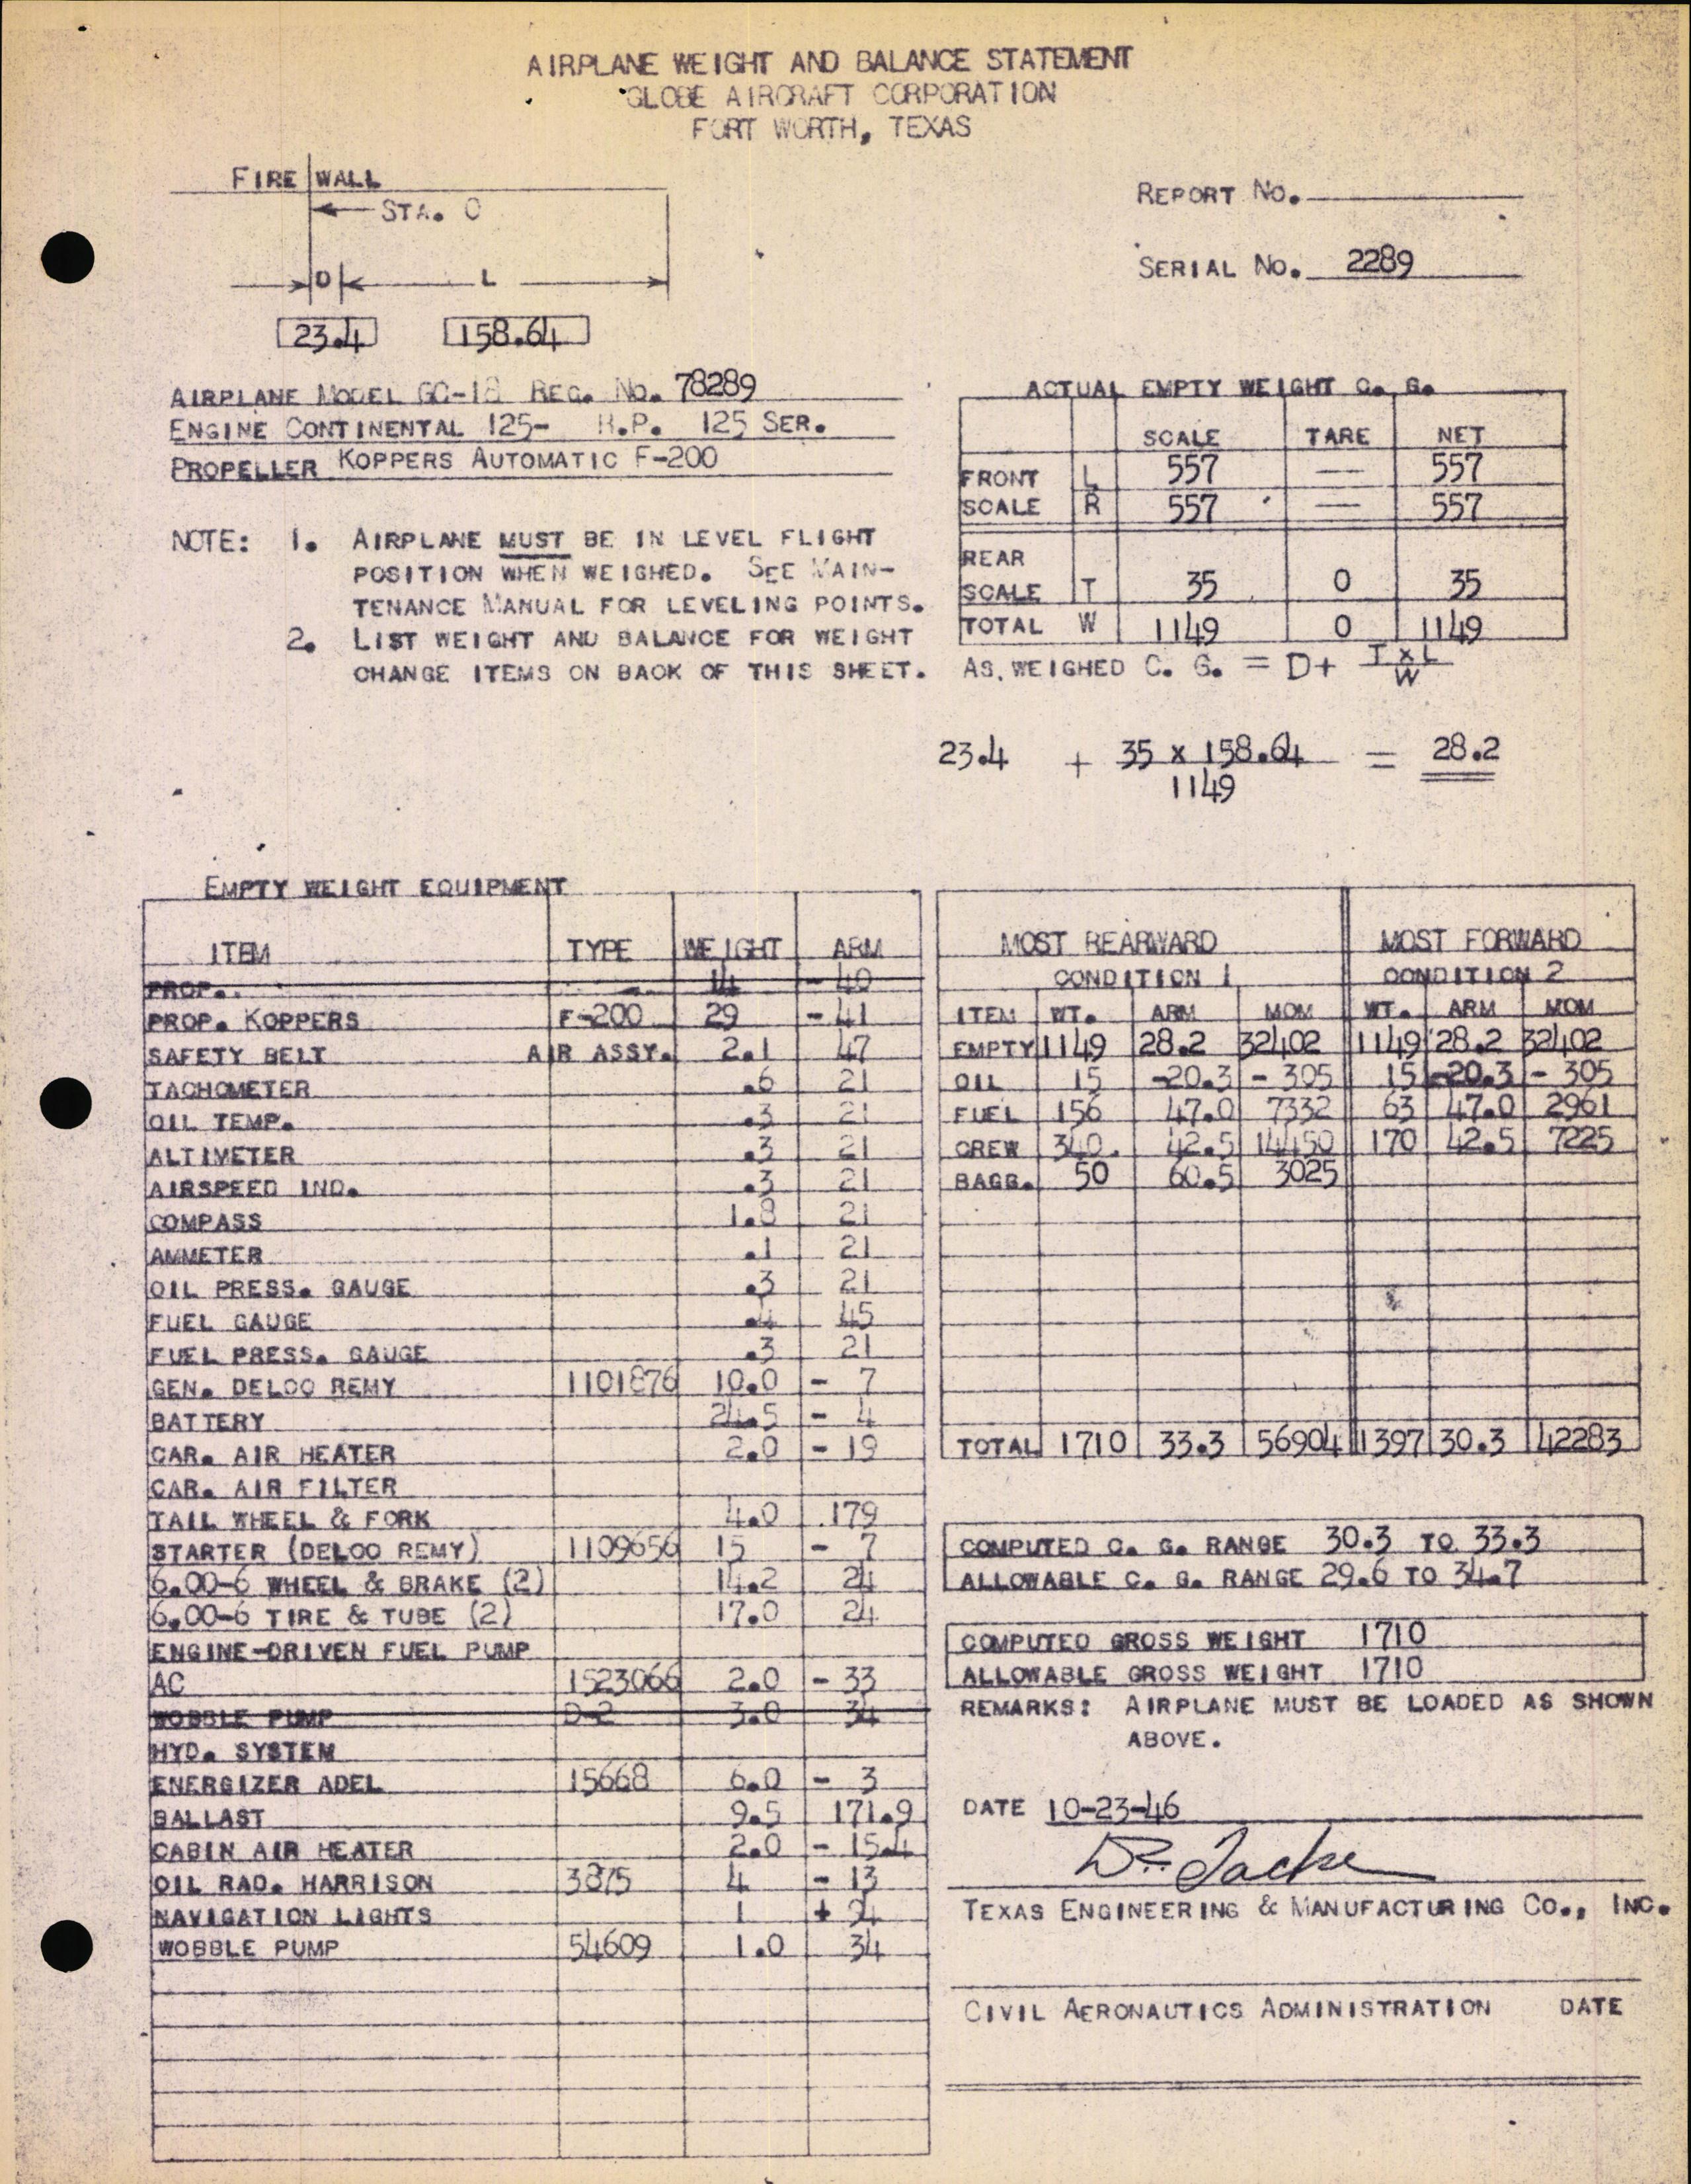 AIRPLANE WEIGHT AND BALANCE STATEMENT
GLOBE AIRCRAFT CORPORATION
FORT WORTH, TEXAS
FIRE WALL
STA. 0
D L
23.4 158.64
REPORT NO.
SERIAL NO. 2289
AIRPLANE MODEL GC-1B REG. NO. 78289
ENGINE CONTINENTAL 125- H.P. 125 SER.
PROPELLER KOPPERS AUTOMATIC F-200
NOTE: 1. AIRPLANE MUST BE IN LEVEL FLIGHT
POSITION WHEN WEIGHED. SEE MAIN-
TENANCE MANUAL FOR LEVELING POINTS.
2. LIST WEIGHT AND BALANCE FOR WEIGHT
CHANGE ITEMS ON BACK OF THIS SHEET.
ACTUAL EMPTY WEIGHT C. G.
SCALE TARE NET
FRONT L 557 — 557
SCALE R 557 — 557
REAR
SCALE T 35 0 35
TOTAL W 1149 0 1149
AS WEIGHED C. G. = D+ T x L
W
23.4 + 35 x 158.64 = 28.2
1149
EMPTY WEIGHT EQUIPMENT
ITEM TYPE WEIGHT ARM
PROP. 14 - 40
PROP. KOPPERS F-200 29 - 41
SAFETY BELT AIR ASSY. 2.1 47
TACHOMETER .6 21
OIL TEMP. .3 21
ALTIMETER .3 21
AIRSPEED IND. .3 21
COMPASS 1.8 21
AMMETER .1 21
OIL PRESS. GAUGE .3 21
FUEL GAUGE .4 45
FUEL PRESS. GAUGE .3 21
GEN. DELCO REMY 1101876 10.0 - 7
BATTERY 24.5 - 4
CAR. AIR HEATER 2.0 - 19
CAR. AIR FILTER
TAIL WHEEL & FORK 4.0 179
STARTER (DELCO REMY) 1109656 15 - 7
6.00-6 WHEEL & BRAKE (2) 14.2 24
6.00-6 TIRE & TUBE (2) 17.0 24
ENGINE-DRIVEN FUEL PUMP
AC 1523066 2.0 - 33
WOBBLE PUMP D-2 3.0 34
HYD. SYSTEM
ENERGIZER ADEL 15668 6.0 - 3
BALLAST 9.5 171.9
CABIN AIR HEATER 2.0 - 15.4
OIL RAD. HARRISON 3875 4 - 13
NAVIGATION LIGHTS 1 +
WOBBLE PUMP 54609 1.0 34
MOST REARWARD MOST FORWARD
CONDITION 1 CONDITION 2
ITEM WT. ARM MOM WT. ARM MOM
EMPTY 1149 28.2 32402 1149 28.2 32402
OIL 15 -20.3 - 305 15 -20.3 - 305
FUEL 156 47.0 7332 63 47.0 2961
CREW 340. 42.5 14450 170 42.5 7225
BAGG. 50 60.5 3025
TOTAL 1710 33.3 56904 1397 30.3 42283
COMPUTED C. G. RANGE 30.3 TO 33.3
ALLOWABLE C. G. RANGE 29.6 TO 34.7
COMPUTED GROSS WEIGHT 1710
ALLOWABLE GROSS WEIGHT 1710
REMARKS: AIRPLANE MUST BE LOADED AS SHOWN
ABOVE.
DATE 10-23-46
TEXAS ENGINEERING & MANUFACTURING CO., INC.
CIVIL AERONAUTICS ADMINISTRATION DATE